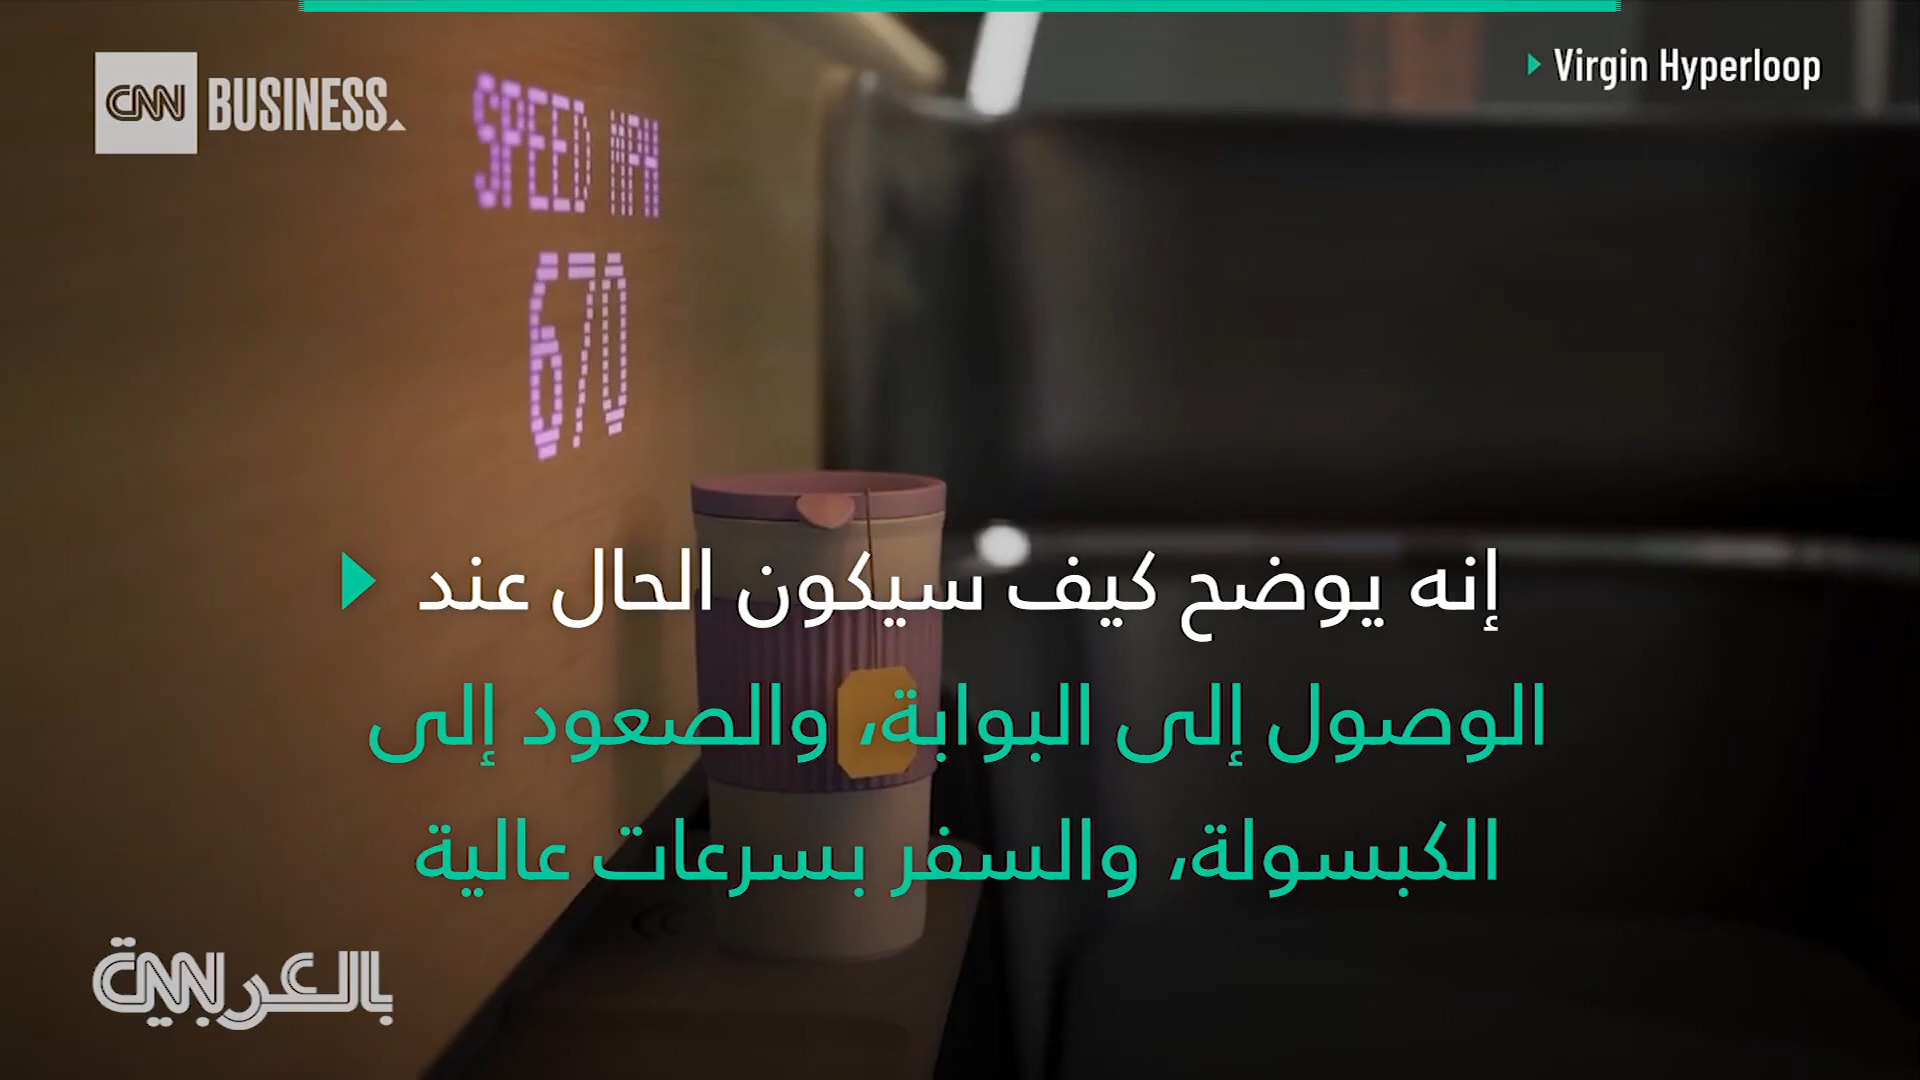 CNN BUSINESS
Virgin Hyperloop
SPEED MPH
670
إنه يوضح كيف سيكون الحال عند
الوصول إلى البوابة، والصعود إلى
الكبسولة، والسفر بسرعات عالية
CNN بالعربية